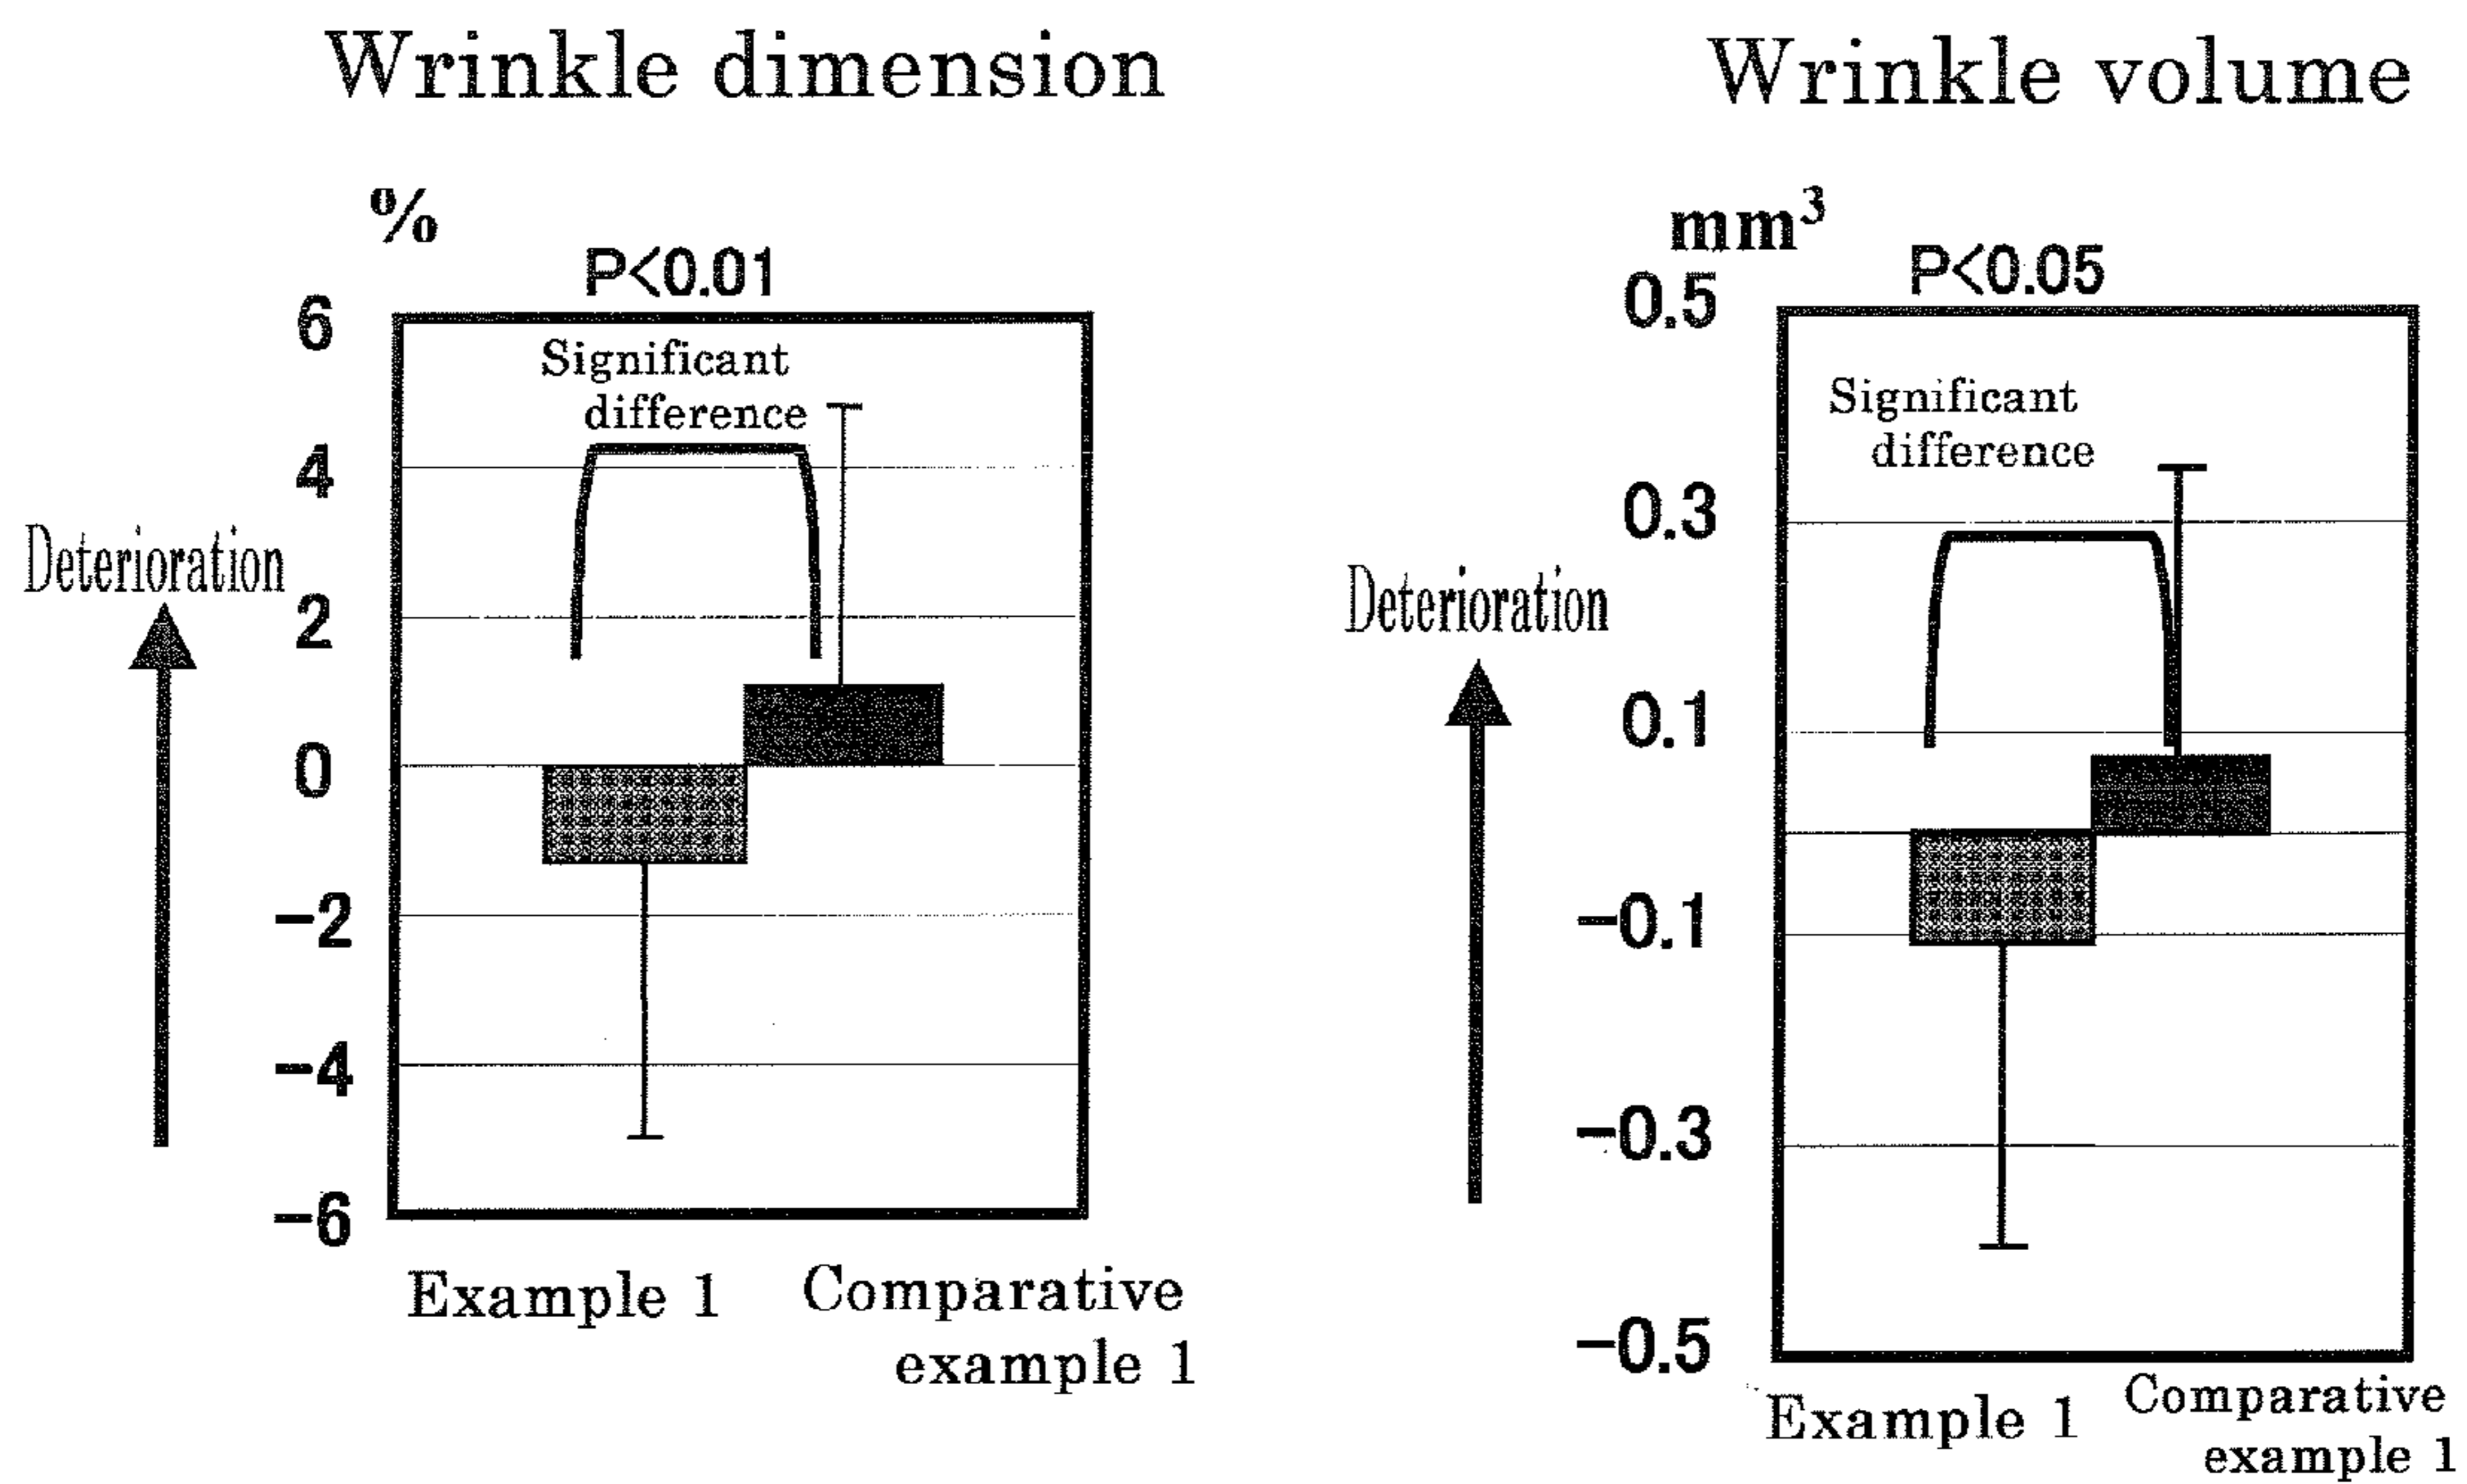 Wrinkle dimension
%
P<0.01
6
Significant
difference
4
Deterioration
2
0
−2
−4
−6
Example 1
Comparative
example 1
Wrinkle volume
mm³
P<0.05
0.5
Significant
difference
0.3
Deterioration
0.1
−0.1
−0.3
−0.5
Example 1
Comparative
example 1